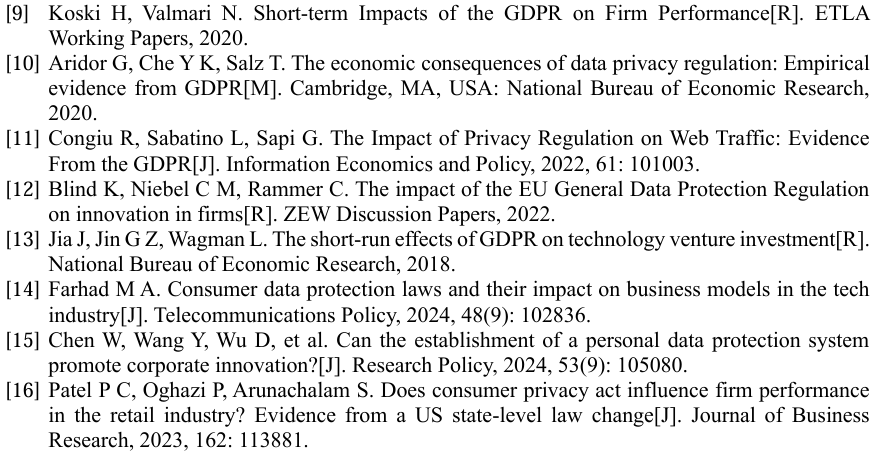 [9] Koski H, Valmari N. Short-term Impacts of the GDPR on Firm Performance[R]. ETLA
Working Papers, 2020.
[10] Aridor G, Che Y K, Salz T. The economic consequences of data privacy regulation: Empirical
evidence from GDPR[M]. Cambridge, MA, USA: National Bureau of Economic Research,
2020.
[11] Congiu R, Sabatino L, Sapi G. The Impact of Privacy Regulation on Web Traffic: Evidence
From the GDPR[J]. Information Economics and Policy, 2022, 61: 101003.
[12] Blind K, Niebel C M, Rammer C. The impact of the EU General Data Protection Regulation
on innovation in firms[R]. ZEW Discussion Papers, 2022.
[13] Jia J, Jin G Z, Wagman L. The short-run effects of GDPR on technology venture investment[R].
National Bureau of Economic Research, 2018.
[14] Farhad M A. Consumer data protection laws and their impact on business models in the tech
industry[J]. Telecommunications Policy, 2024, 48(9): 102836.
[15] Chen W, Wang Y, Wu D, et al. Can the establishment of a personal data protection system
promote corporate innovation?[J]. Research Policy, 2024, 53(9): 105080.
[16] Patel P C, Oghazi P, Arunachalam S. Does consumer privacy act influence firm performance
in the retail industry? Evidence from a US state-level law change[J]. Journal of Business
Research, 2023, 162: 113881.